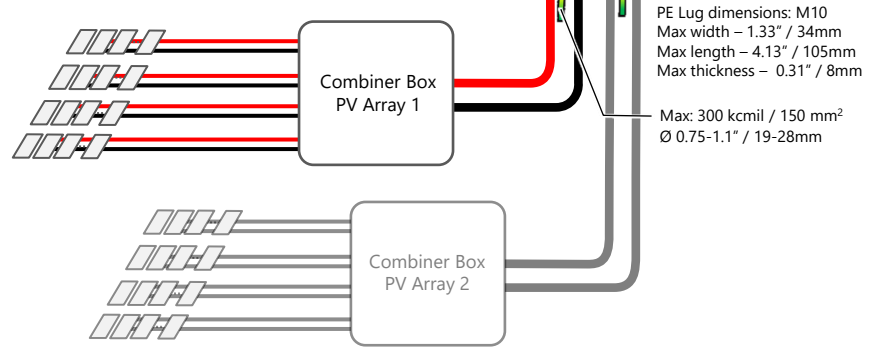 PE Lug dimensions: M10
Max width – 1.33” / 34mm
Max length – 4.13” / 105mm
Max thickness –  0.31” / 8mm
Combiner Box
PV Array 1
Max: 300 kcmil / 150 mm²
Ø 0.75-1.1” / 19-28mm
Combiner Box
PV Array 2